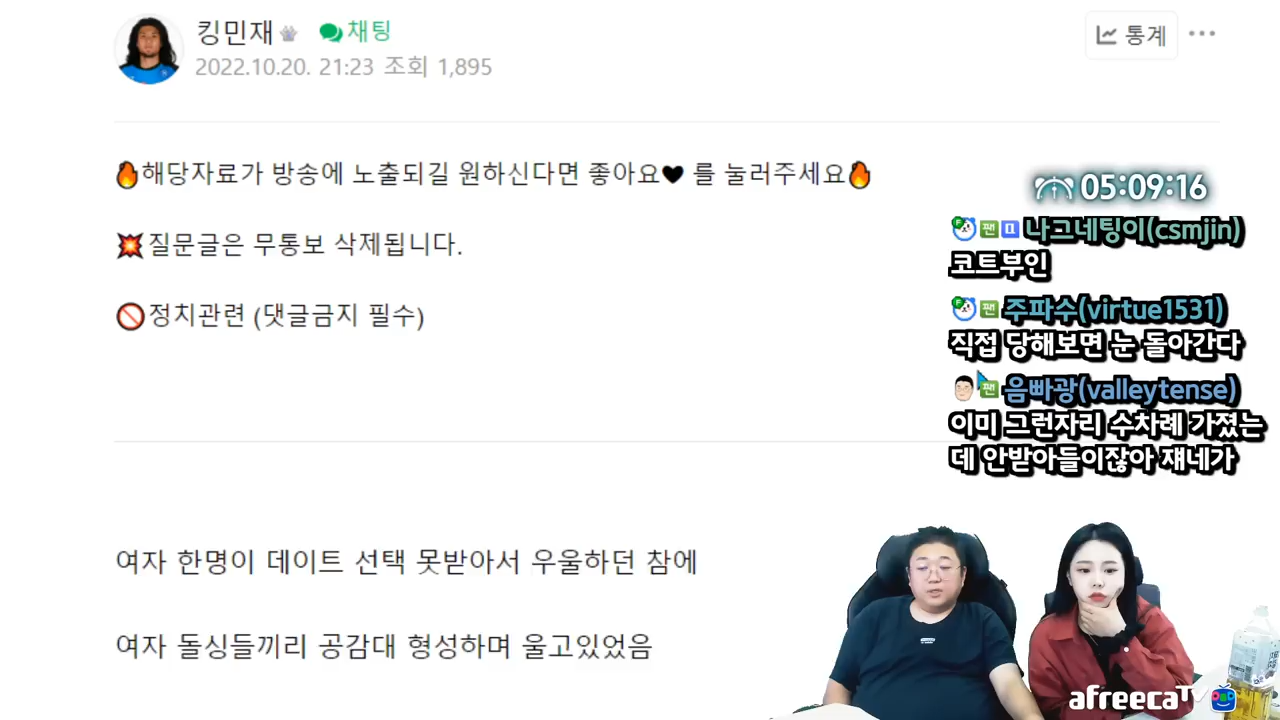 킹민재 채팅
2022.10.20. 21:23 조회 1,895
통계
해당자료가 방송에 노출되길 원하신다면 좋아요🖤 를 눌러주세요
질문글은 무통보 삭제됩니다.
정치관련 (댓글금지 필수)
05:09:16
팬 나그네팅이(csmjin)
코트부인
팬 주파수(virtue1531)
직접 당해보면 눈 돌아간다
팬 음빠광(valleytense)
이미 그런자리 수차례 가졌는
데 안받아들이잖아 쟤네가
여자 한명이 데이트 선택 못받아서 우울하던 참에
여자 돌싱들끼리 공감대 형성하며 울고있었음
afreecaTV